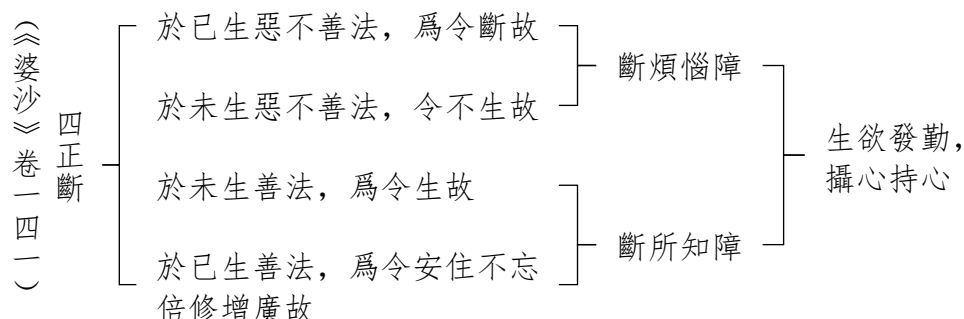 （《婆沙》卷一四一）
四正斷
於已生惡不善法，爲令斷故
於未生惡不善法，令不生故
於未生善法，爲令生故
於已生善法，爲令安住不忘
倍修增廣故
斷煩惱障
斷所知障
生欲發勤，
攝心持心